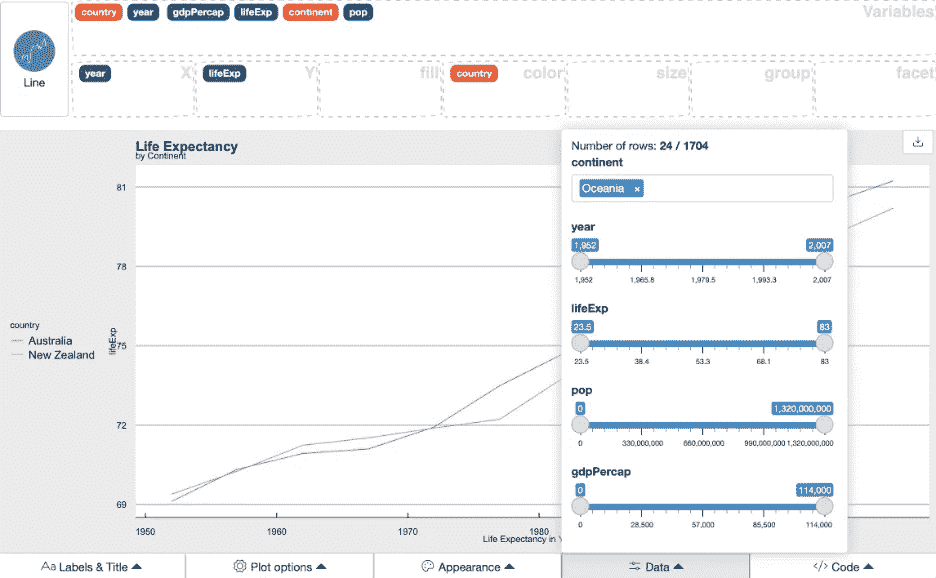 country year gdpPercap lifeExp continent pop
Variables
Line
year X lifeExp Y fill country color size group facet
Life Expectancy
by Continent
81
78
75
72
69
lifeExp
country
Australia
New Zealand
1950 1960 1970 1980
Life Expectancy in
Number of rows: 24 / 1704
continent
Oceania ×
year
1,952 2,007
1,952 1,965.8 1,979.5 1,993.3 2,007
lifeExp
23.5 83
23.5 38.4 53.3 68.1 83
pop
0 1,320,000,000
0 330,000,000 660,000,000 990,000,000 1,320,000,000
gdpPercap
0 114,000
0 28,500 57,000 85,500 114,000
Labels & Title Plot options Appearance Data </> Code